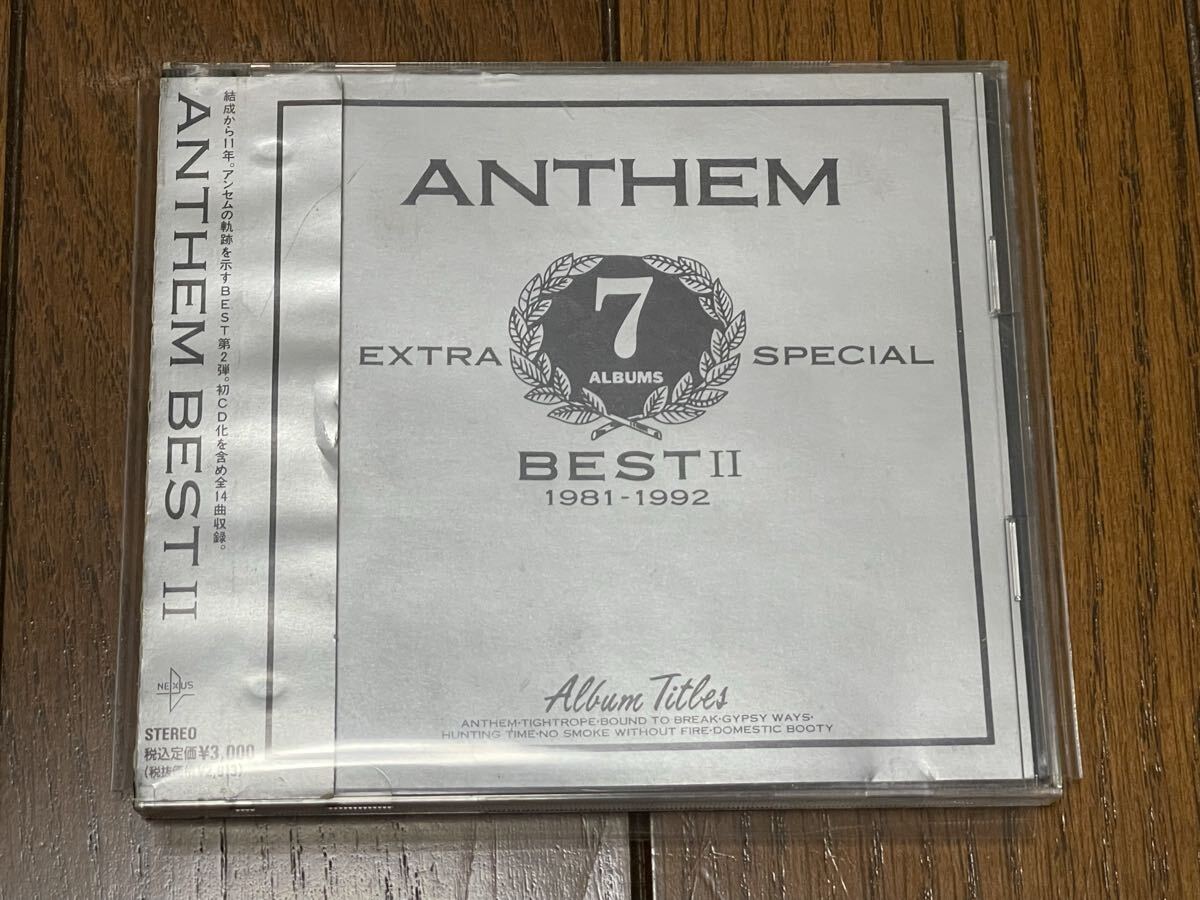 ANTHEM BEST II
結成から11年。アンセムの軌跡を示すBEST第2弾。初CD化を含め全14曲収録。
NEXUS
STEREO
税込定価¥3,000
ANTHEM
7
ALBUMS
EXTRA SPECIAL
BEST II
1981-1992
Album Titles
ANTHEM·TIGHTROPE·BOUND TO BREAK·GYPSY WAYS·
HUNTING TIME·NO SMOKE WITHOUT FIRE·DOMESTIC BOOTY